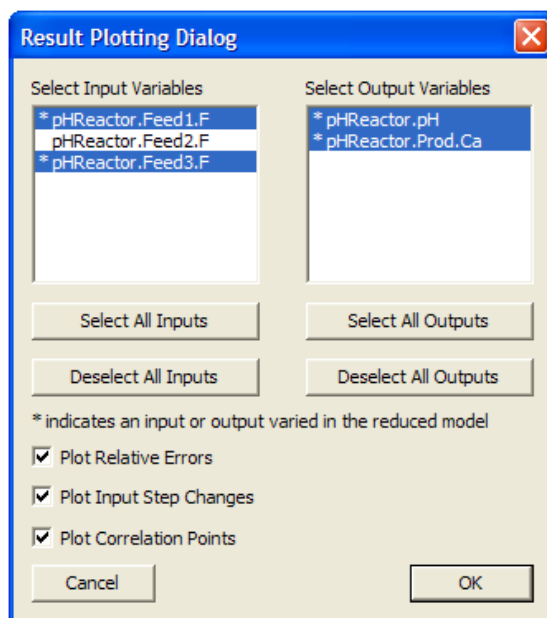 Result Plotting Dialog
Select Input Variables
* pHReactor.Feed1.F
pHReactor.Feed2.F
* pHReactor.Feed3.F
Select All Inputs
Deselect All Inputs
Select Output Variables
* pHReactor.pH
* pHReactor.Prod.Ca
Select All Outputs
Deselect All Outputs
* indicates an input or output varied in the reduced model
Plot Relative Errors
Plot Input Step Changes
Plot Correlation Points
Cancel
OK